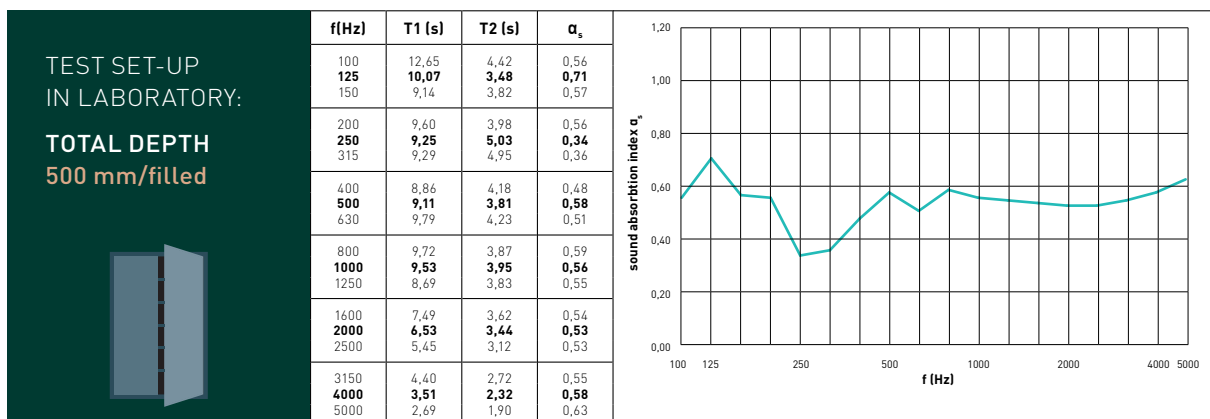 TEST SET-UP
IN LABORATORY:
TOTAL DEPTH
500 mm/filled
f(Hz) T1 (s) T2 (s) αs
100 12,65 4,42 0,56
125 10,07 3,48 0,71
150 9,14 3,82 0,57
200 9,60 3,98 0,56
250 9,25 5,03 0,34
315 9,29 4,95 0,36
400 8,86 4,18 0,48
500 9,11 3,81 0,58
630 9,79 4,23 0,51
800 9,72 3,87 0,59
1000 9,53 3,95 0,56
1250 8,69 3,83 0,55
1600 7,49 3,62 0,54
2000 6,53 3,44 0,53
2500 5,45 3,12 0,53
3150 4,40 2,72 0,55
4000 3,51 2,32 0,58
5000 2,69 1,90 0,63
sound absorbtion index αs
1,20
1,00
0,80
0,60
0,40
0,20
0,00
100 125 250 500 1000 2000 4000 5000
f (Hz)